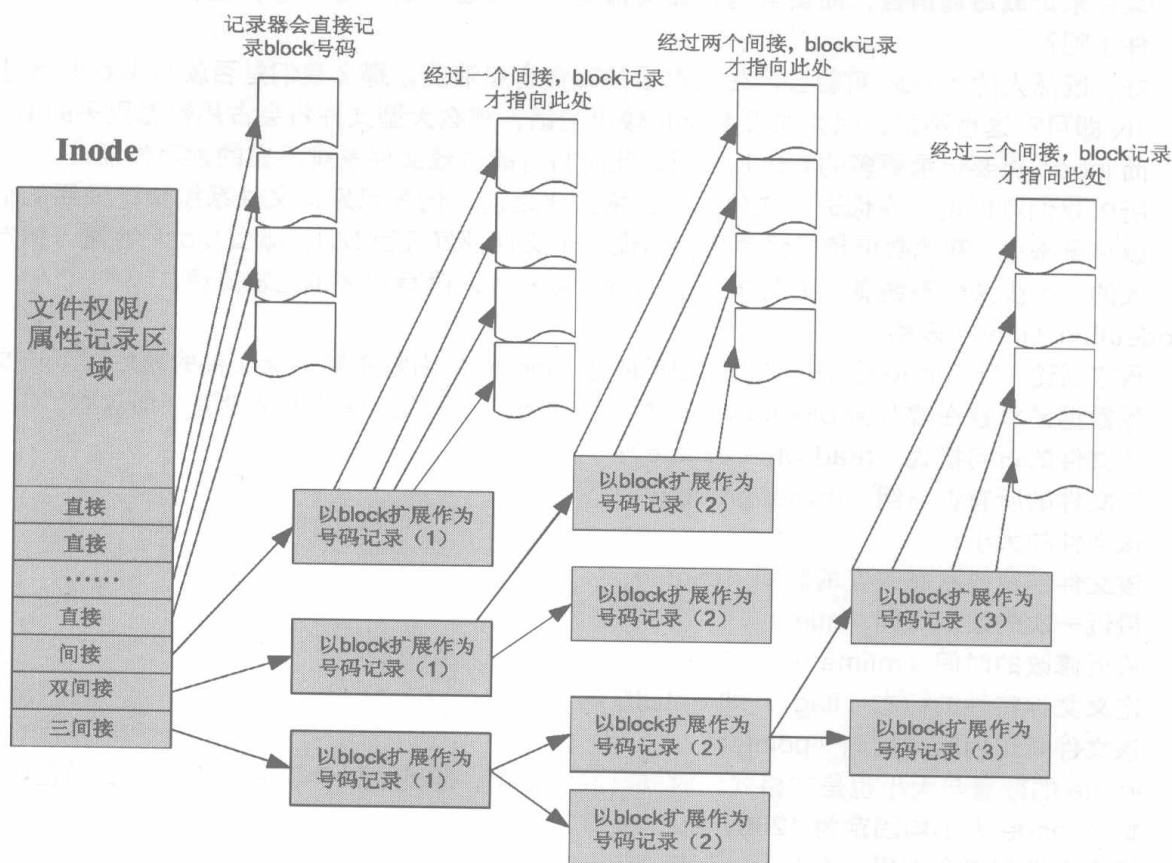 记录器会直接记
录block号码
经过一个间接，block记录
才指向此处
经过两个间接，block记录
才指向此处
经过三个间接，block记录
才指向此处
Inode
文件权限/
属性记录区
域
直接
直接
······
直接
间接
双间接
三间接
以block扩展作为
号码记录（1）
以block扩展作为
号码记录（1）
以block扩展作为
号码记录（1）
以block扩展作为
号码记录（2）
以block扩展作为
号码记录（2）
以block扩展作为
号码记录（2）
以block扩展作为
号码记录（2）
以block扩展作为
号码记录（3）
以block扩展作为
号码记录（3）